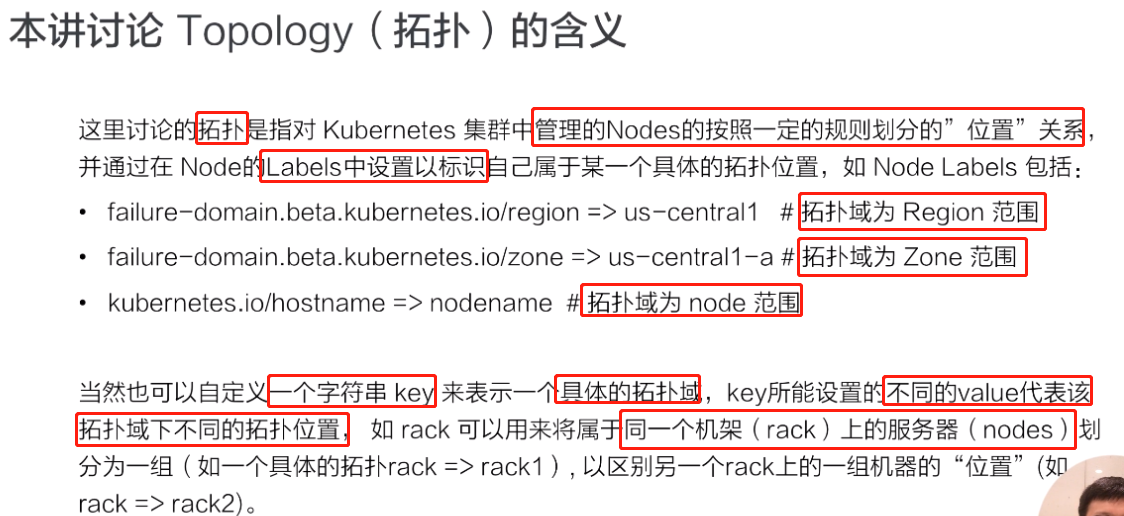 本讲讨论 Topology（拓扑）的含义
这里讨论的拓扑是指对 Kubernetes 集群中管理的Nodes的按照一定的规则划分的”位置”关系，
并通过在 Node的Labels中设置以标识自己属于某一个具体的拓扑位置，如 Node Labels 包括：
• failure-domain.beta.kubernetes.io/region => us-central1 # 拓扑域为 Region 范围
• failure-domain.beta.kubernetes.io/zone => us-central1-a # 拓扑域为 Zone 范围
• kubernetes.io/hostname => nodename # 拓扑域为 node 范围
当然也可以自定义一个字符串 key 来表示一个具体的拓扑域，key所能设置的不同的value代表该
拓扑域下不同的拓扑位置， 如 rack 可以用来将属于同一个机架（rack）上的服务器（nodes）划
分为一组（如一个具体的拓扑rack => rack1）, 以区别另一个rack上的一组机器的“位置”(如
rack => rack2)。